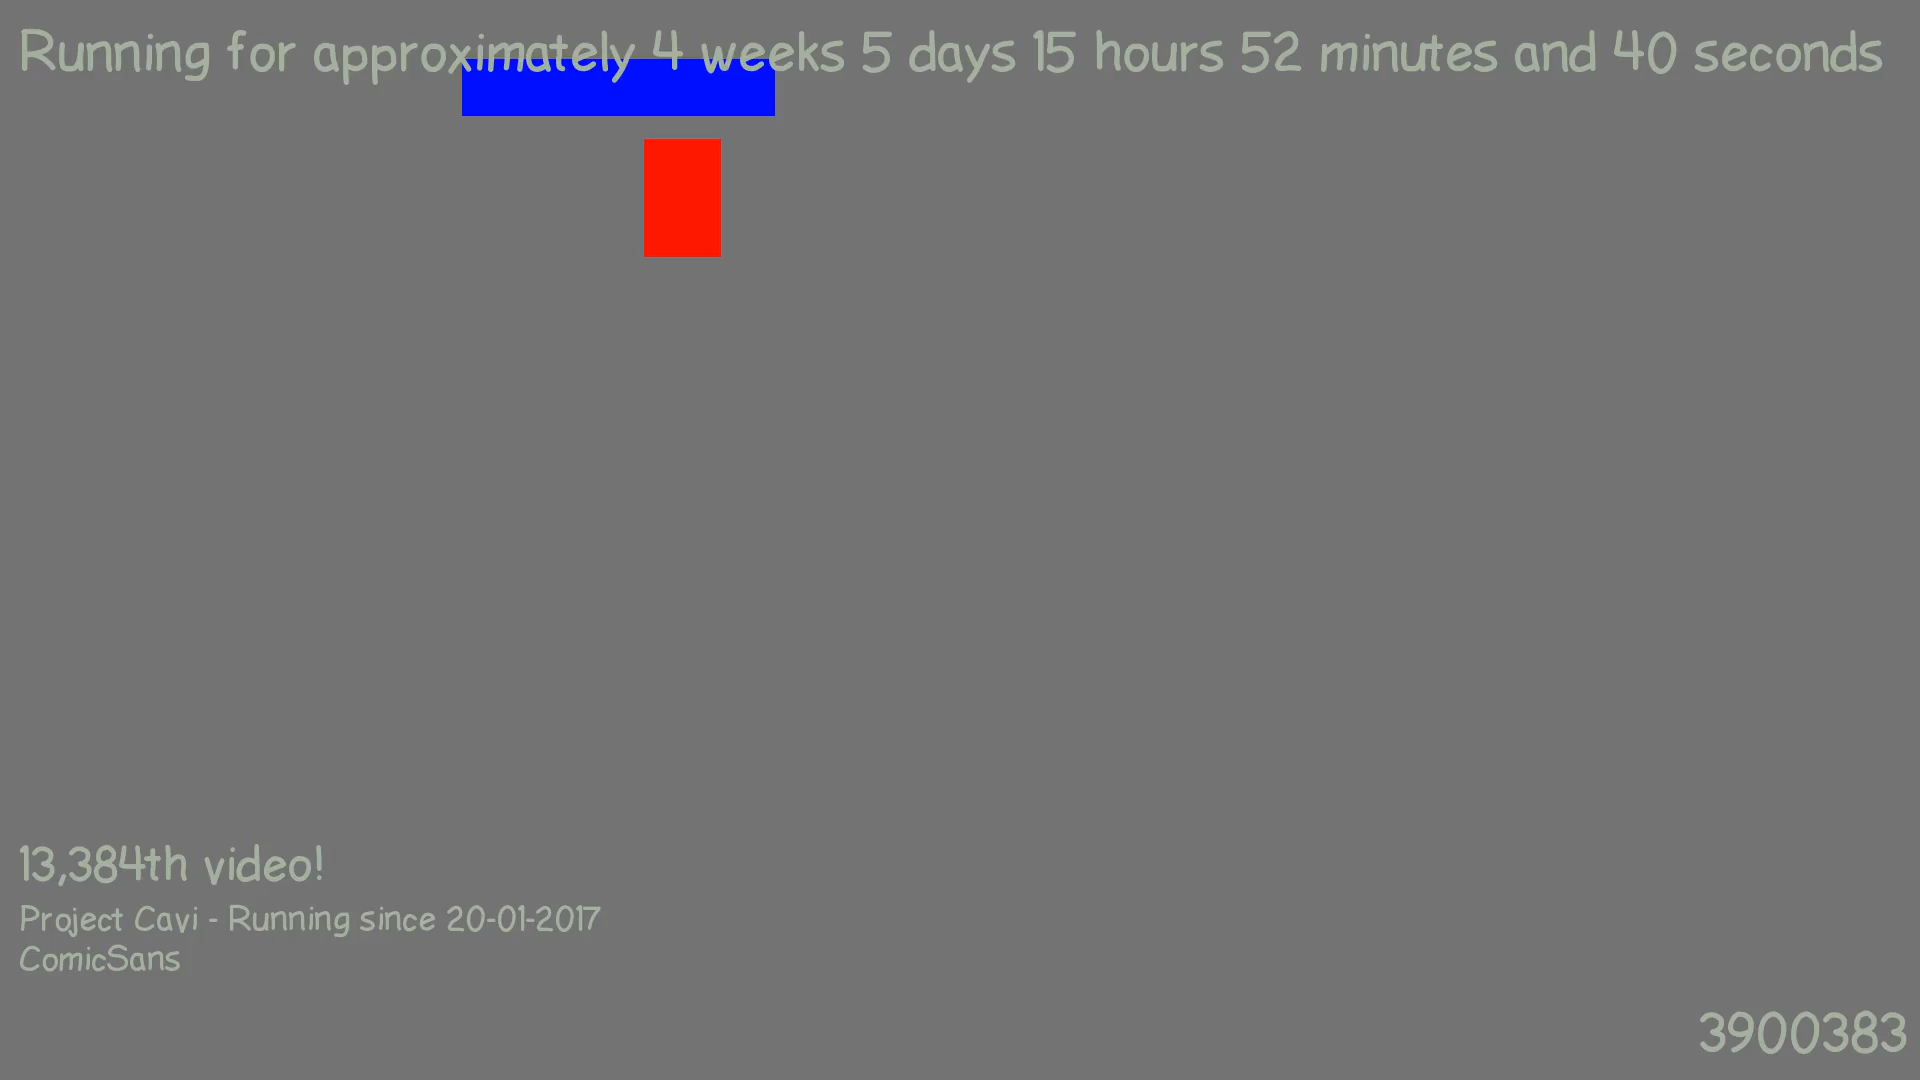 Running for approximately 4 weeks 5 days 15 hours 52 minutes and 40 seconds
13,384th video!
Project Cavi - Running since 20-01-2017
ComicSans
3900383